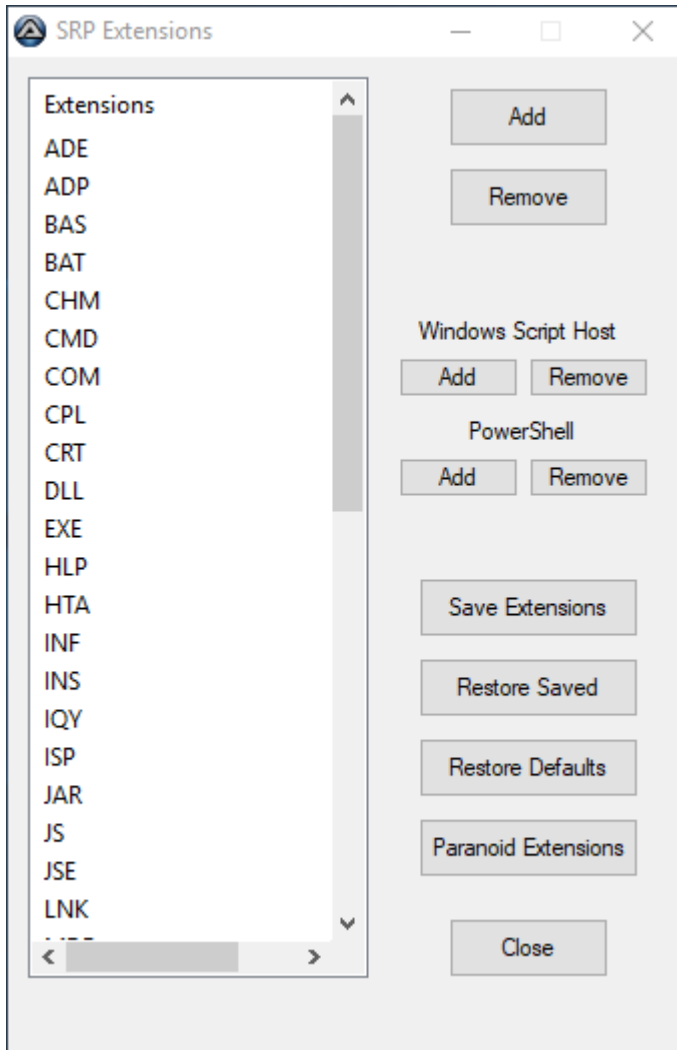 SRP Extensions
Extensions
ADE
ADP
BAS
BAT
CHM
CMD
COM
CPL
CRT
DLL
EXE
HLP
HTA
INF
INS
IQY
ISP
JAR
JS
JSE
LNK
Add
Remove
Windows Script Host
Add Remove
PowerShell
Add Remove
Save Extensions
Restore Saved
Restore Defaults
Paranoid Extensions
Close